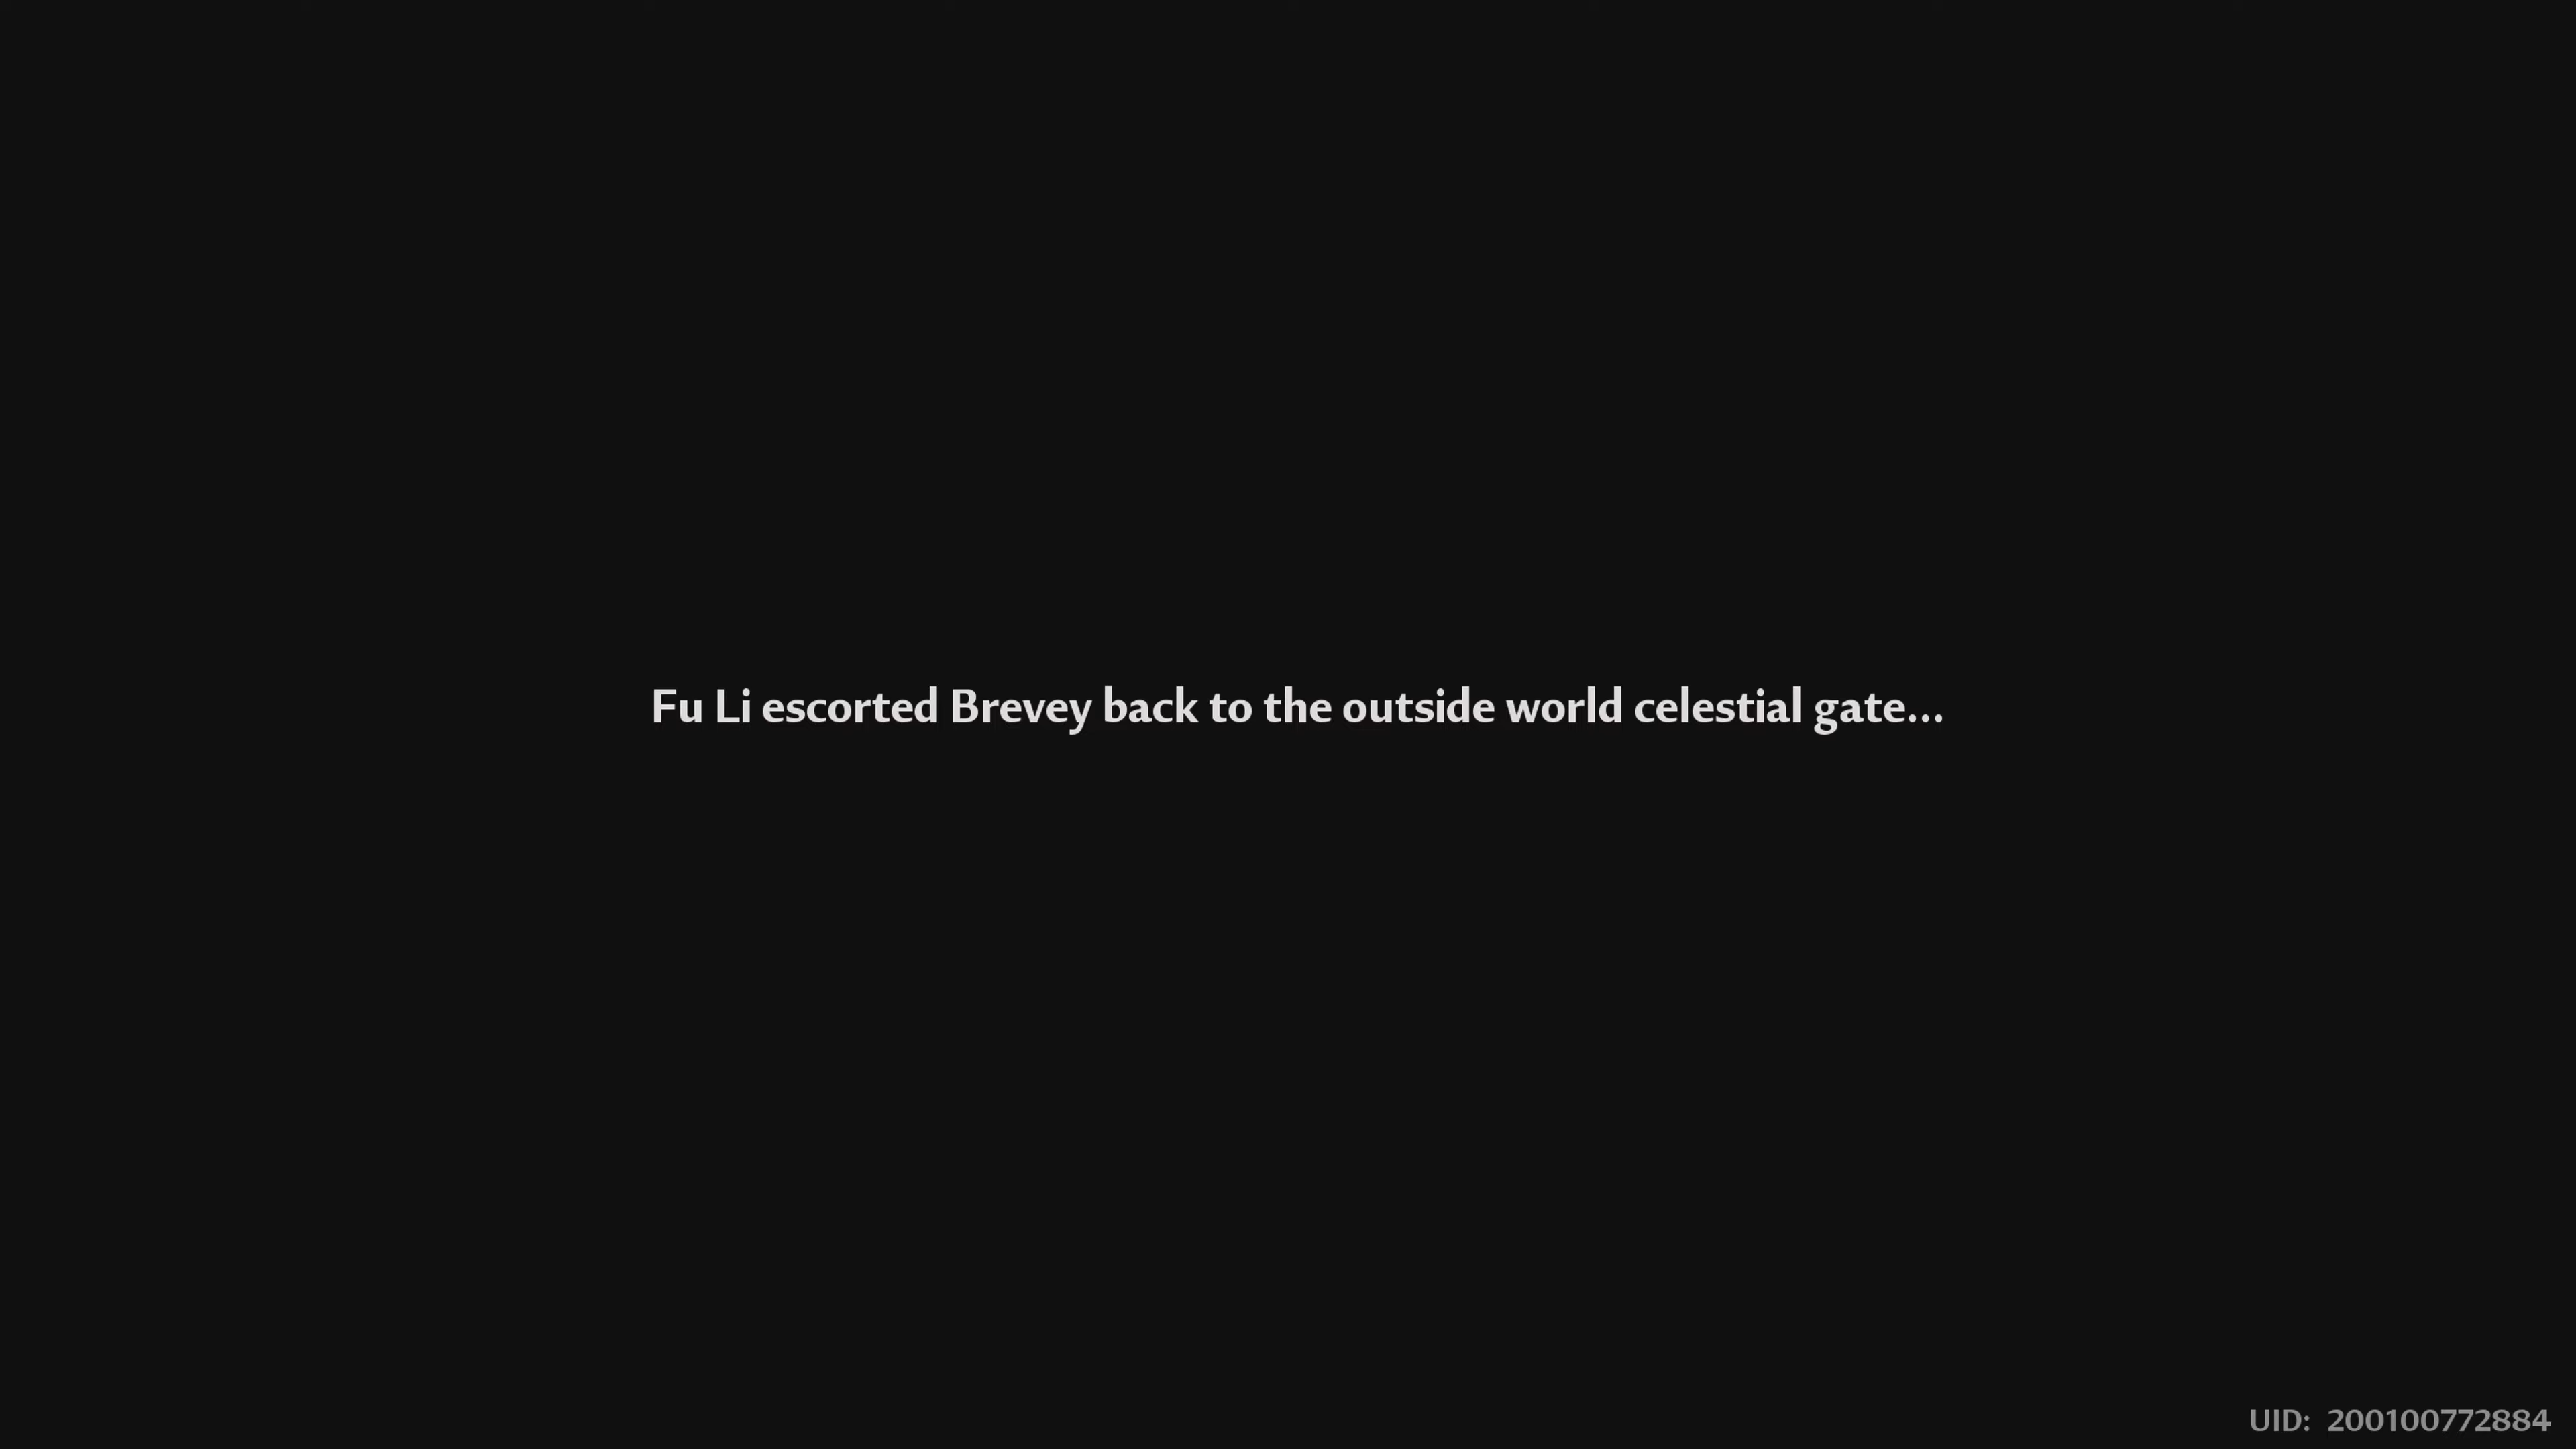 Fu Li escorted Brevey back to the outside world celestial gate...
UID: 200100772884